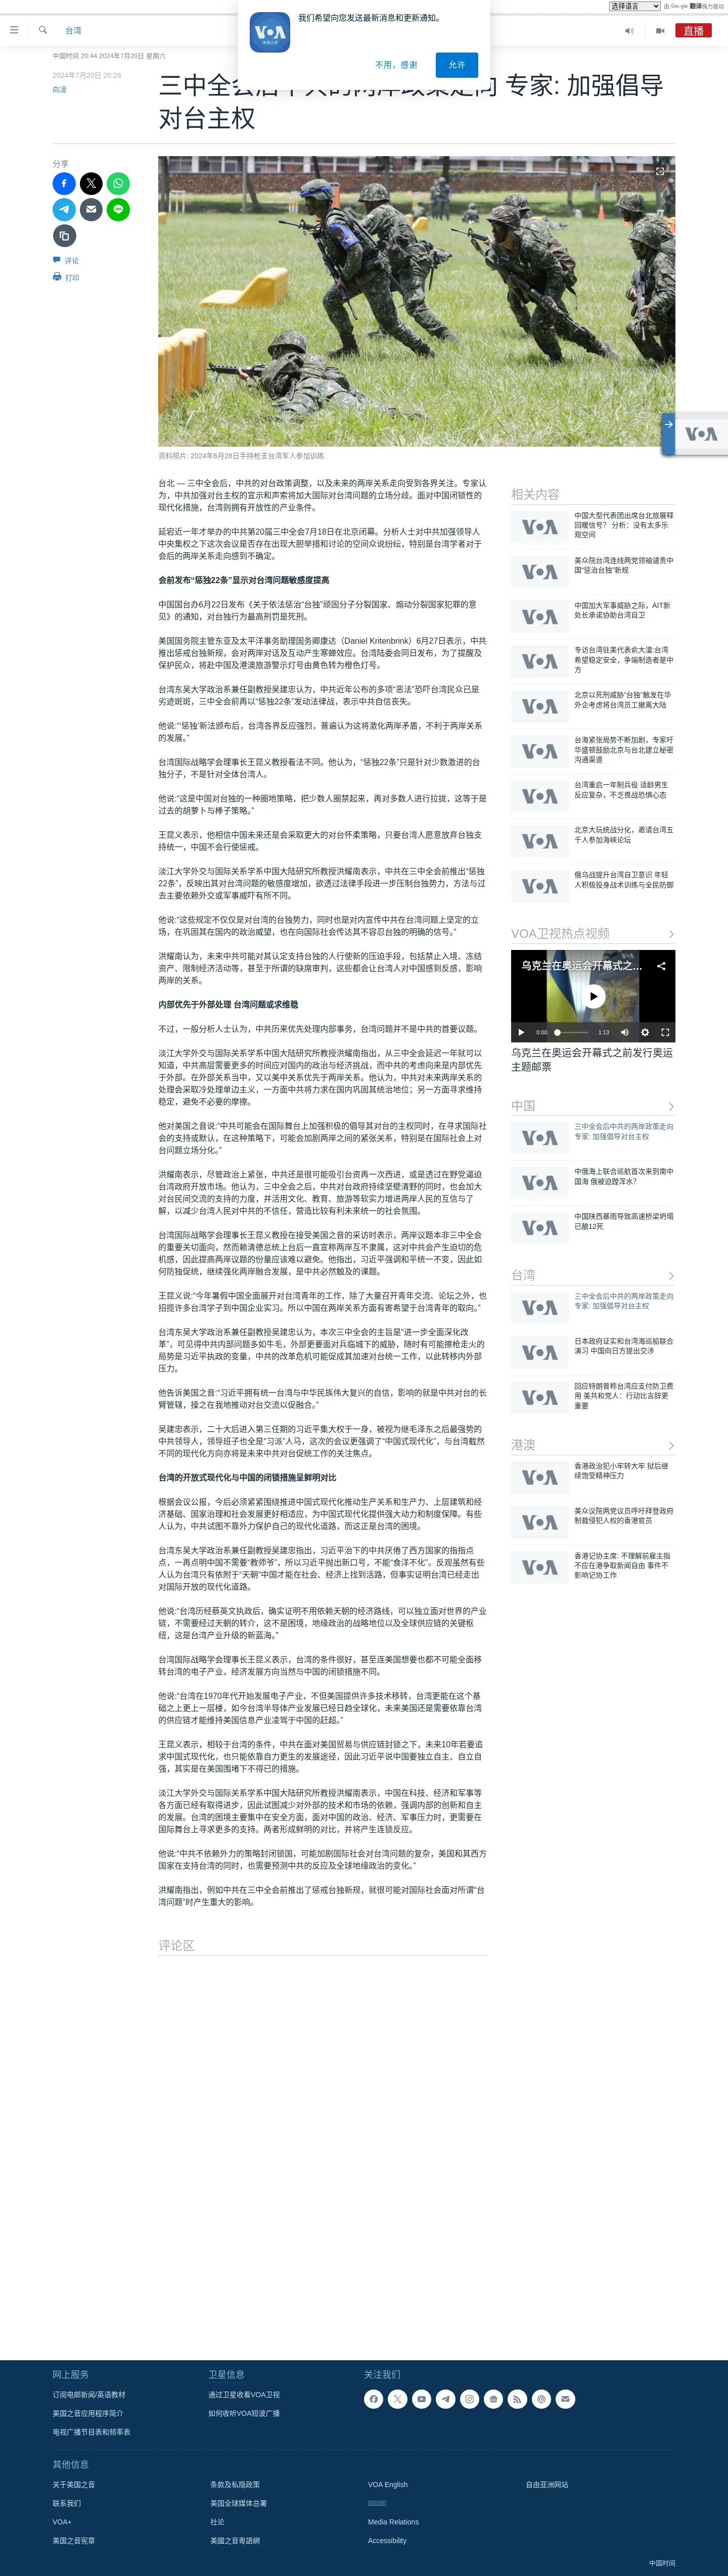 选择语言 由 Google 翻译强力驱动
我们希望向您发送最新消息和更新通知。
不用，感谢
允许
台湾
直播
中国时间 20:44 2024年7月20日 星期六
2024年7月20日 20:28
向凌
三中全会后中共的两岸政策走向 专家: 加强倡导
对台主权
分享
评论
打印
资料照片: 2024年6月28日手持枪支台湾军人参加训练
台北 — 三中全会后，中共的对台政策调整，以及未来的两岸关系走向受到各界关注。专家认
为，中共加强对台主权的宣示和声索将加大国际对台湾问题的立场分歧。面对中国闭锁性的
现代化措施，台湾则拥有开放性的产业条件。
延宕近一年才举办的中共第20届三中全会7月18日在北京闭幕。分析人士对中共加强领导人
中央集权之下这次会议是否存在出现大胆举措和讨论的空间众说纷纭，特别是台湾学者对于
会后的两岸关系走向感到不确定。
会前发布“惩独22条”显示对台湾问题敏感度提高
中国国台办6月22日发布《关于依法惩治“台独”顽固分子分裂国家、煽动分裂国家犯罪的意
见》的通知，对台独行为最高刑罚是死刑。
美国国务院主管东亚及太平洋事务助理国务卿康达（Daniel Kritenbrink）6月27日表示，中共
推出惩戒台独新规，会对两岸对话及互动产生寒蝉效应。台湾陆委会同日发布，为了提醒及
保护民众，将赴中国及港澳旅游警示灯号由黄色转为橙色灯号。
台湾东吴大学政治系兼任副教授吴建忠认为，中共近年公布的多项“恶法”恐吓台湾民众已是
劣迹斑斑，三中全会前再以“惩独22条”发动法律战，表示中共自信丧失。
他说:“‘惩独’新法颁布后，台湾各界反应强烈，普遍认为这将激化两岸矛盾，不利于两岸关系
的发展。”
台湾国际战略学会理事长王昆义教授看法不同。他认为，“惩独22条”只是针对少数激进的台
独分子，不是针对全体台湾人。
他说:“这是中国对台独的一种圈地策略，把少数人圈禁起来，再对多数人进行拉拢，这等于是
过去的胡萝卜与棒子策略。”
王昆义表示，他相信中国未来还是会采取更大的对台怀柔策略，只要台湾人愿意放弃台独支
持统一，中国不会行使惩戒。
淡江大学外交与国际关系学系中国大陆研究所教授洪耀南表示，中共在三中全会前推出“惩独
22条”，反映出其对台湾问题的敏感度增加，欲透过法律手段进一步压制台独势力，方法与过
去主要依赖外交或军事威吓有所不同。
他说:“这些规定不仅仅是对台湾的台独势力，同时也是对内宣传中共在台湾问题上坚定的立
场，在巩固其在国内的政治威望，也在向国际社会传达其不容忍台独的明确的信号。”
洪耀南认为，未来中共可能对其认定支持台独的人行使新的压迫手段，包括禁止入境、冻结
资产、限制经济活动等，甚至于所谓的缺席审判，这些都会让台湾人对中国感到反感，影响
两岸的关系。
内部优先于外部处理 台湾问题或求维稳
不过，一般分析人士认为，中共历来优先处理内部事务，台湾问题并不是中共的首要议题。
淡江大学外交与国际关系学系中国大陆研究所教授洪耀南指出，从三中全会延迟一年就可以
知道，中共高层需要更多的时间应对国内的政治与经济挑战，而中共的考虑向来是内部优先
于外部。在外部关系当中，又以美中关系优先于两岸关系。他认为，中共对未来两岸关系的
处理会采取冷处理单边主义，一方面中共将力求在国内巩固其统治地位；另一方面寻求维持
稳定，避免不必要的摩擦。
他对美国之音说:“中共可能会在国际舞台上加强积极的倡导其对台的主权同时，在寻求国际社
会的支持或默认，在这种策略下，可能会加剧两岸之间的紧张关系，特别是在国际社会上对
台问题立场分化。”
洪耀南表示，尽管政治上紧张，中共还是很可能吸引台资再一次西进，或是透过在野党逼迫
台湾政府开放市场。他认为，三中全会之后，中共对台政府持续坚壁清野的同时，也会加大
对台民间交流的支持的力度，并活用文化、教育、旅游等软实力增进两岸人民的互信与了
解，以减少台湾人民对中共的不信任，营造比较有利未来统一的社会氛围。
台湾国际战略学会理事长王昆义教授在接受美国之音的采访时表示，两岸议题本非三中全会
的重要关切面向，然而赖清德总统上台后一直宣称两岸互不隶属，这对中共会产生迫切的危
机感，因此提高两岸议题的份量应该难以避免。他指出，习近平强调和平统一不变，因此如
何防独促统，继续强化两岸融合发展，是中共必然触及的课题。
王昆义说:“今年暑假中国全面展开对台湾青年的工作，除了大量召开青年交流、论坛之外，也
招揽许多台湾学子到中国企业实习。所以中国在两岸关系方面有寄希望于台湾青年的取向。”
台湾东吴大学政治系兼任副教授吴建忠认为，本次三中全会的主旨是“进一步全面深化改
革”，可见得中共内部问题多如牛毛，外部更要面对兵临城下的威胁，随时有可能擦枪走火的
局势是习近平执政的变量，中共的改革危机可能促成其加速对台统一工作，以此转移内外部
压力。
他告诉美国之音:“习近平拥有统一台湾与中华民族伟大复兴的自信，影响的就是中共对台的长
臂管辖，操之在我地推动对台交流以促融合。”
吴建忠表示，二十大后进入第三任期的习近平集大权于一身，被视为继毛泽东之后最强势的
中共领导人，领导班子也全是“习派”人马，这次的会议更强调了“中国式现代化”，与台湾截然
不同的现代化方向亦将是未来中共对台促统工作的关注焦点。
台湾的开放式现代化与中国的闭锁措施呈鲜明对比
根据会议公报，今后必须紧紧围绕推进中国式现代化推动生产关系和生产力、上层建筑和经
济基础、国家治理和社会发展更好相适应，为中国式现代化提供强大动力和制度保障。有些
人认为，中共试图不靠外力保护自己的现代化道路，而这正是台湾的困境。
台湾东吴大学政治系兼任副教授吴建忠指出，习近平治下的中共厌倦了西方国家的指指点
点，一再点明中国不需要“教师爷”，所以习近平抛出新口号，不能“食洋不化”。反观虽然有些
人认为台湾只有依附于“天朝”中国才能在社会、经济上找到活路，但事实证明台湾已经走出
对国际开放的现代化道路。
他说:“台湾历经蔡英文执政后，确实证明不用依赖天朝的经济路线，可以独立面对世界的产业
链，不需要经过天朝的转介，这不是困境，地缘政治的战略地位以及全球供应链的关键枢
纽，这是台湾产业升级的新蓝海。”
台湾国际战略学会理事长王昆义表示，台湾的条件很好，甚至连美国想要也都不可能全面移
转台湾的电子产业，经济发展方向当然与中国的闭锁措施不同。
他说:“台湾在1970年代开始发展电子产业，不但美国提供许多技术移转，台湾更能在这个基
础之上更上一层楼，如今台湾半导体产业发展已经日趋全球化，未来美国还是需要依靠台湾
的供应链才能维持美国信息产业凌驾于中国的赶超。”
王昆义表示，相较于台湾的条件，中共在面对美国贸易与供应链封锁之下，未来10年若要追
求中国式现代化，也只能依靠自力更生的发展途径，因此习近平说中国要独立自主、自立自
强，其实是在美国围堵下不得已的措施。
淡江大学外交与国际关系学系中国大陆研究所教授洪耀南表示，中国在科技、经济和军事等
各方面已经有取得进步，因此试图减少对外部的技术和市场的依赖，强调内部的创新和自主
的发展。台湾的困境主要集中在安全方面，面对中国的政治、经济、军事压力时，更需要在
国际舞台上寻求更多的支持。两者形成鲜明的对比，并将产生连锁反应。
他说:“中共不依赖外力的策略封闭锁国，可能加剧国际社会对台湾问题的复杂，美国和其西方
国家在支持台湾的同时，也需要预测中共的反应及全球地缘政治的变化。”
洪耀南指出，例如中共在三中全会前推出了惩戒台独新规，就很可能对国际社会面对所谓“台
湾问题”时产生重大的影响。
评论区
相关内容
中国大型代表团出席台北旅展释
回暖信号？ 分析：没有太多乐
观空间
美众院台湾连线两党领袖谴责中
国“惩治台独”新规
中国加大军事威胁之际，AIT新
处长承诺协助台湾自卫
专访台湾驻美代表俞大㵢:台湾
希望稳定安全，争端制造者是中
方
北京以死刑威胁“台独”触发在华
外企考虑将台湾员工撤离大陆
台海紧张局势不断加剧，专家吁
华盛顿鼓励北京与台北建立秘密
沟通渠道
台湾重启一年制兵役 适龄男生
反应复杂，不乏畏战恐惧心态
北京大玩统战分化，邀请台湾五
千人参加海峡论坛
俄乌战提升台湾自卫意识 年轻
人积极投身战术训练与全民防御
VOA卫视热点视频
乌克兰在奥运会开幕式之…
0:00
1:13
乌克兰在奥运会开幕式之前发行奥运
主题邮票
中国
三中全会后中共的两岸政策走向
专家: 加强倡导对台主权
中俄海上联合巡航首次来到南中
国海 俄被迫蹚浑水?
中国陕西暴雨导致高速桥梁坍塌
已酿12死
台湾
三中全会后中共的两岸政策走向
专家: 加强倡导对台主权
日本政府证实和台湾海巡船联合
演习 中国向日方提出交涉
回应特朗普称台湾应支付防卫费
用 美共和党人：行动比言辞更
重要
港澳
香港政治犯小牢转大牢 狱后继
续饱受精神压力
美众议院两党议员呼吁拜登政府
制裁侵犯人权的香港官员
香港记协主席: 不理解前雇主指
不应在港争取新闻自由 事件不
影响记协工作
网上服务
订阅电邮新闻/英语教材
美国之音应用程序简介
电视广播节目表和频率表
卫星信息
通过卫星收看VOA卫视
如何收听VOA短波广播
关注我们
其他信息
关于美国之音
联系我们
VOA+
美国之音宪章
条款及私隐政策
美国全球媒体总署
社论
美國之音粵語網
VOA English
Media Relations
Accessibility
自由亚洲网站
中国时间